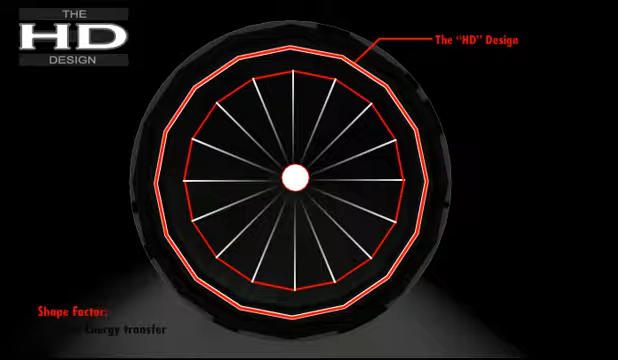 THE
HD
DESIGN
The "HD" Design
Shape Factor:
Energy transfer